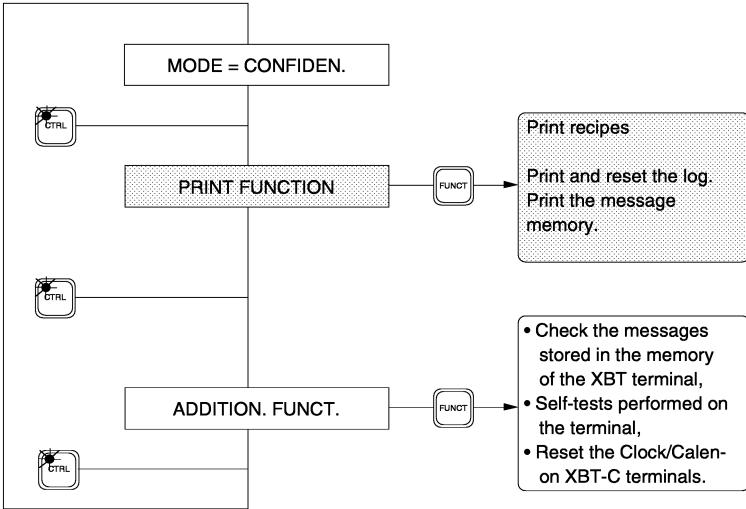 MODE = CONFIDEN.
CTRL
Print recipes
PRINT FUNCTION
FUNCT
Print and reset the log.
Print the message
memory.
CTRL
• Check the messages
stored in the memory
of the XBT terminal,
ADDITION. FUNCT.
FUNCT
• Self-tests performed on
the terminal,
• Reset the Clock/Calen-
on XBT-C terminals.
CTRL